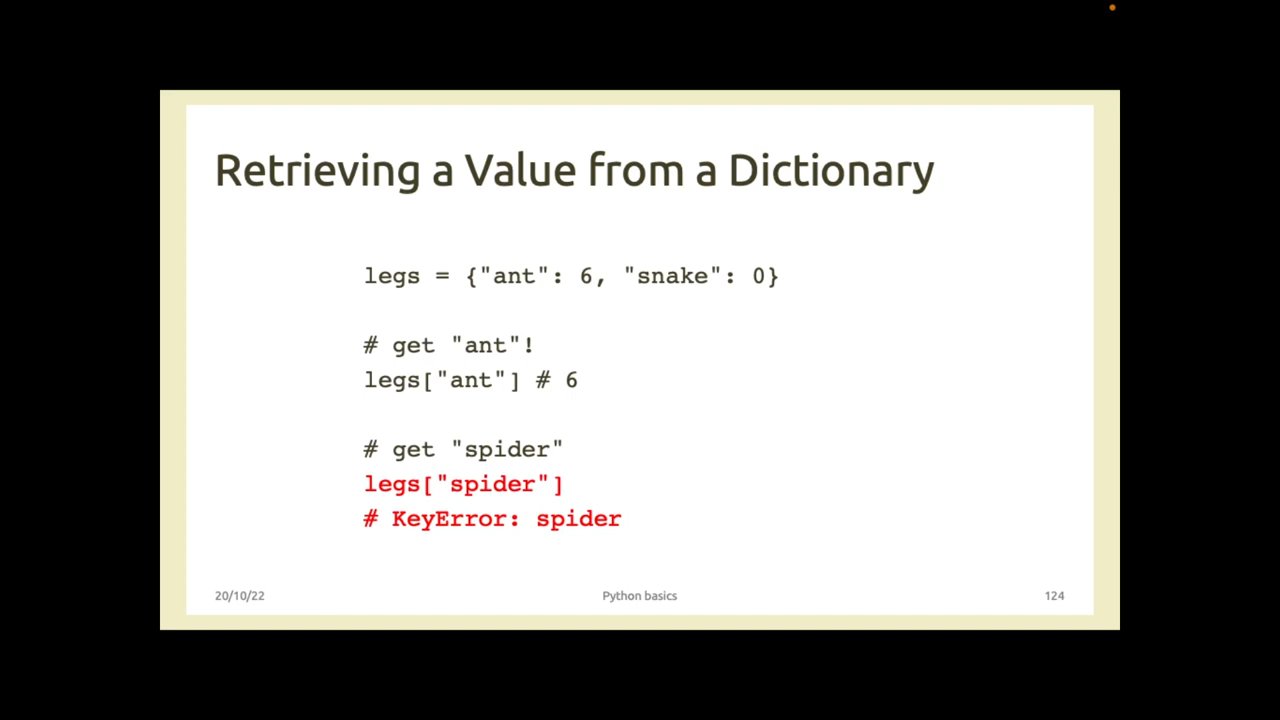 Retrieving a Value from a Dictionary
legs = {"ant": 6, "snake": 0}
# get "ant"!
legs["ant"] # 6
# get "spider"
legs["spider"]
# KeyError: spider
20/10/22
Python basics
124